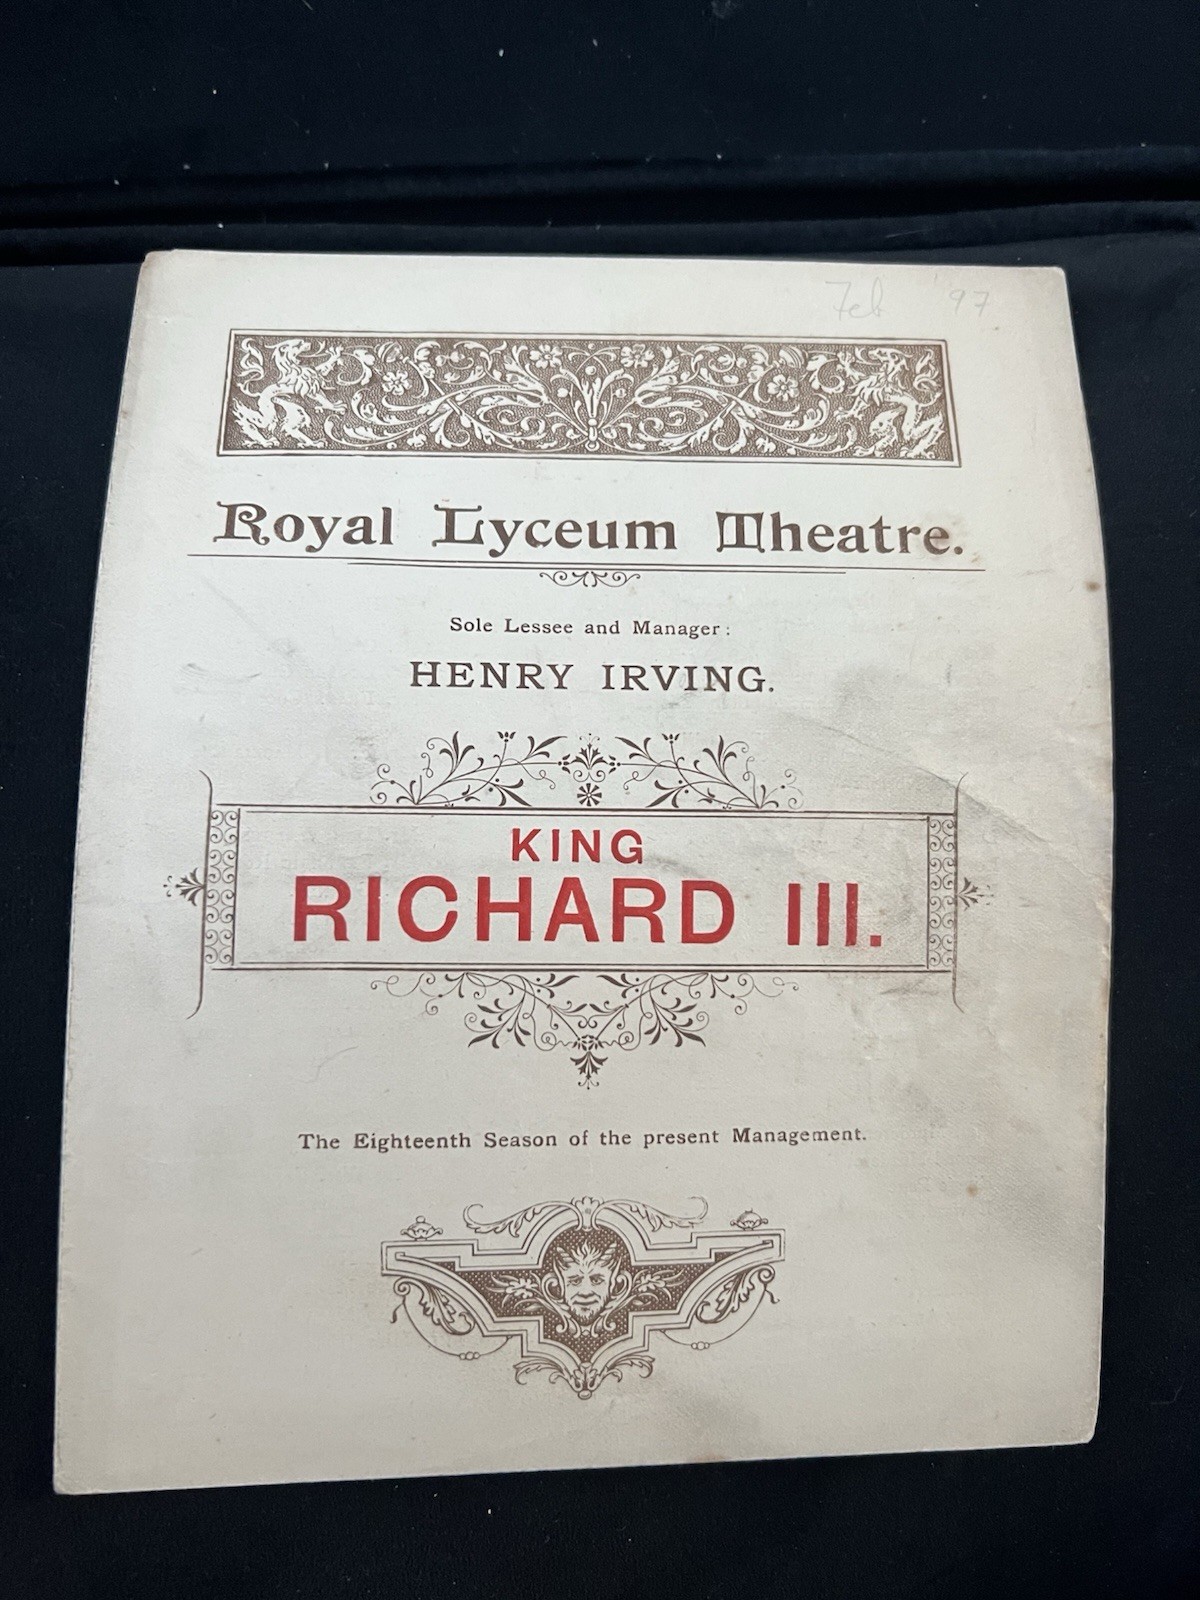 Feb '97
Royal Lyceum Theatre.
Sole Lessee and Manager:
HENRY IRVING.
KING
RICHARD III.
The Eighteenth Season of the present Management.